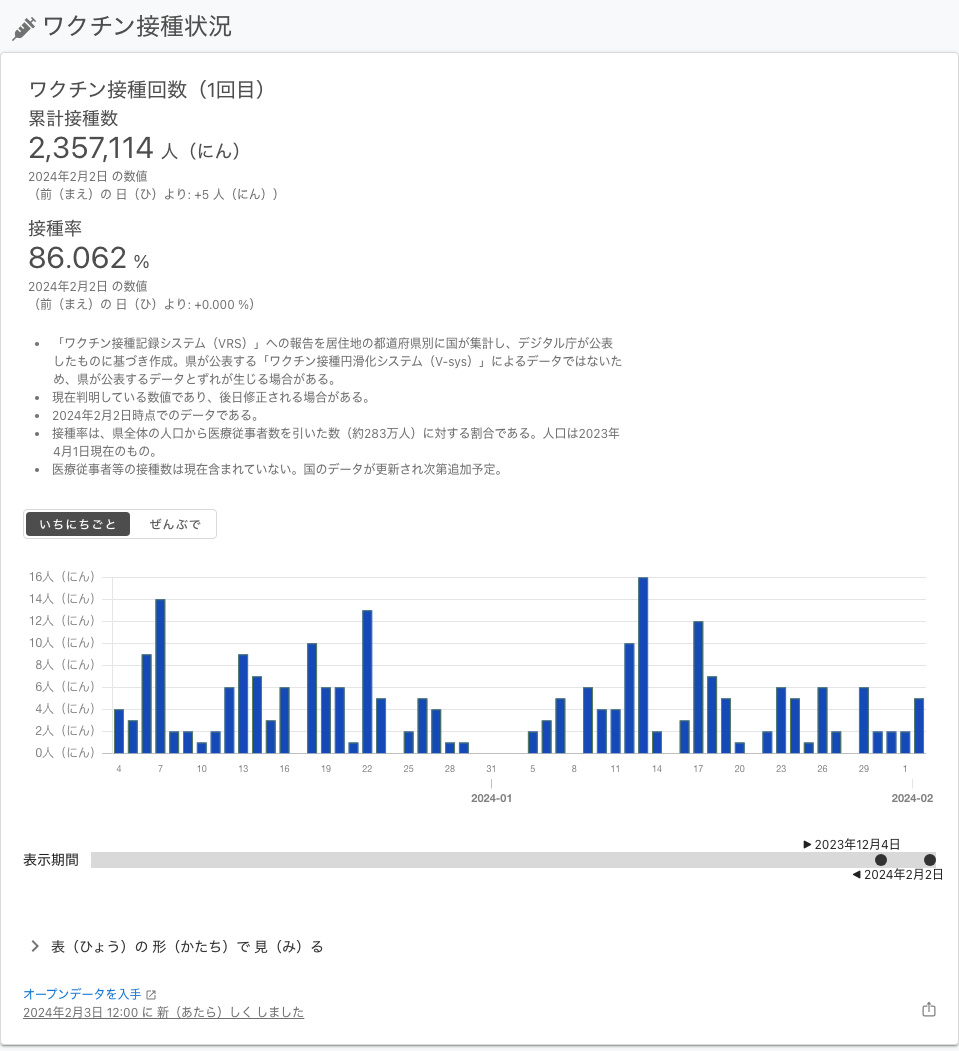 ワクチン接種状況
ワクチン接種回数（1回目）
累計接種数
2,357,114 人（にん）
2024年2月2日 の数値
（前（まえ）の 日（ひ）より: +5 人（にん））
接種率
86.062 %
2024年2月2日 の数値
（前（まえ）の 日（ひ）より: +0.000 %）
• 「ワクチン接種記録システム（VRS）」への報告を居住地の都道府県別に国が集計し、デジタル庁が公表
したものに基づき作成。県が公表する「ワクチン接種円滑化システム（V-sys）」によるデータではないた
め、県が公表するデータとずれが生じる場合がある。
• 現在判明している数値であり、後日修正される場合がある。
• 2024年2月2日時点でのデータである。
• 接種率は、県全体の人口から医療従事者数を引いた数（約283万人）に対する割合である。人口は2023年
4月1日現在のもの。
• 医療従事者等の接種数は現在含まれていない。国のデータが更新され次第追加予定。
いちにちごと ぜんぶで
16人（にん）
14人（にん）
12人（にん）
10人（にん）
8人（にん）
6人（にん）
4人（にん）
2人（にん）
0人（にん）
4 7 10 13 16 19 22 25 28 31 5 8 11 14 17 20 23 26 29 1
2024-01 2024-02
▶ 2023年12月4日
表示期間
◀ 2024年2月2日
表（ひょう）の 形（かたち）で 見（み）る
オープンデータを入手
2024年2月3日 12:00 に 新（あたら）しく しました